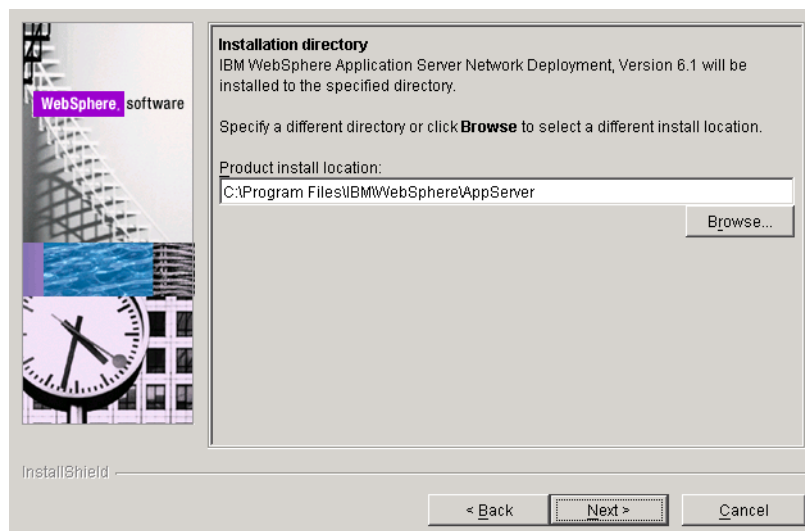 WebSphere. software
Installation directory
IBM WebSphere Application Server Network Deployment, Version 6.1 will be
installed to the specified directory.
Specify a different directory or click Browse to select a different install location.
Product install location:
C:\Program Files\IBM\WebSphere\AppServer
Browse...
InstallShield
< Back
Next >
Cancel